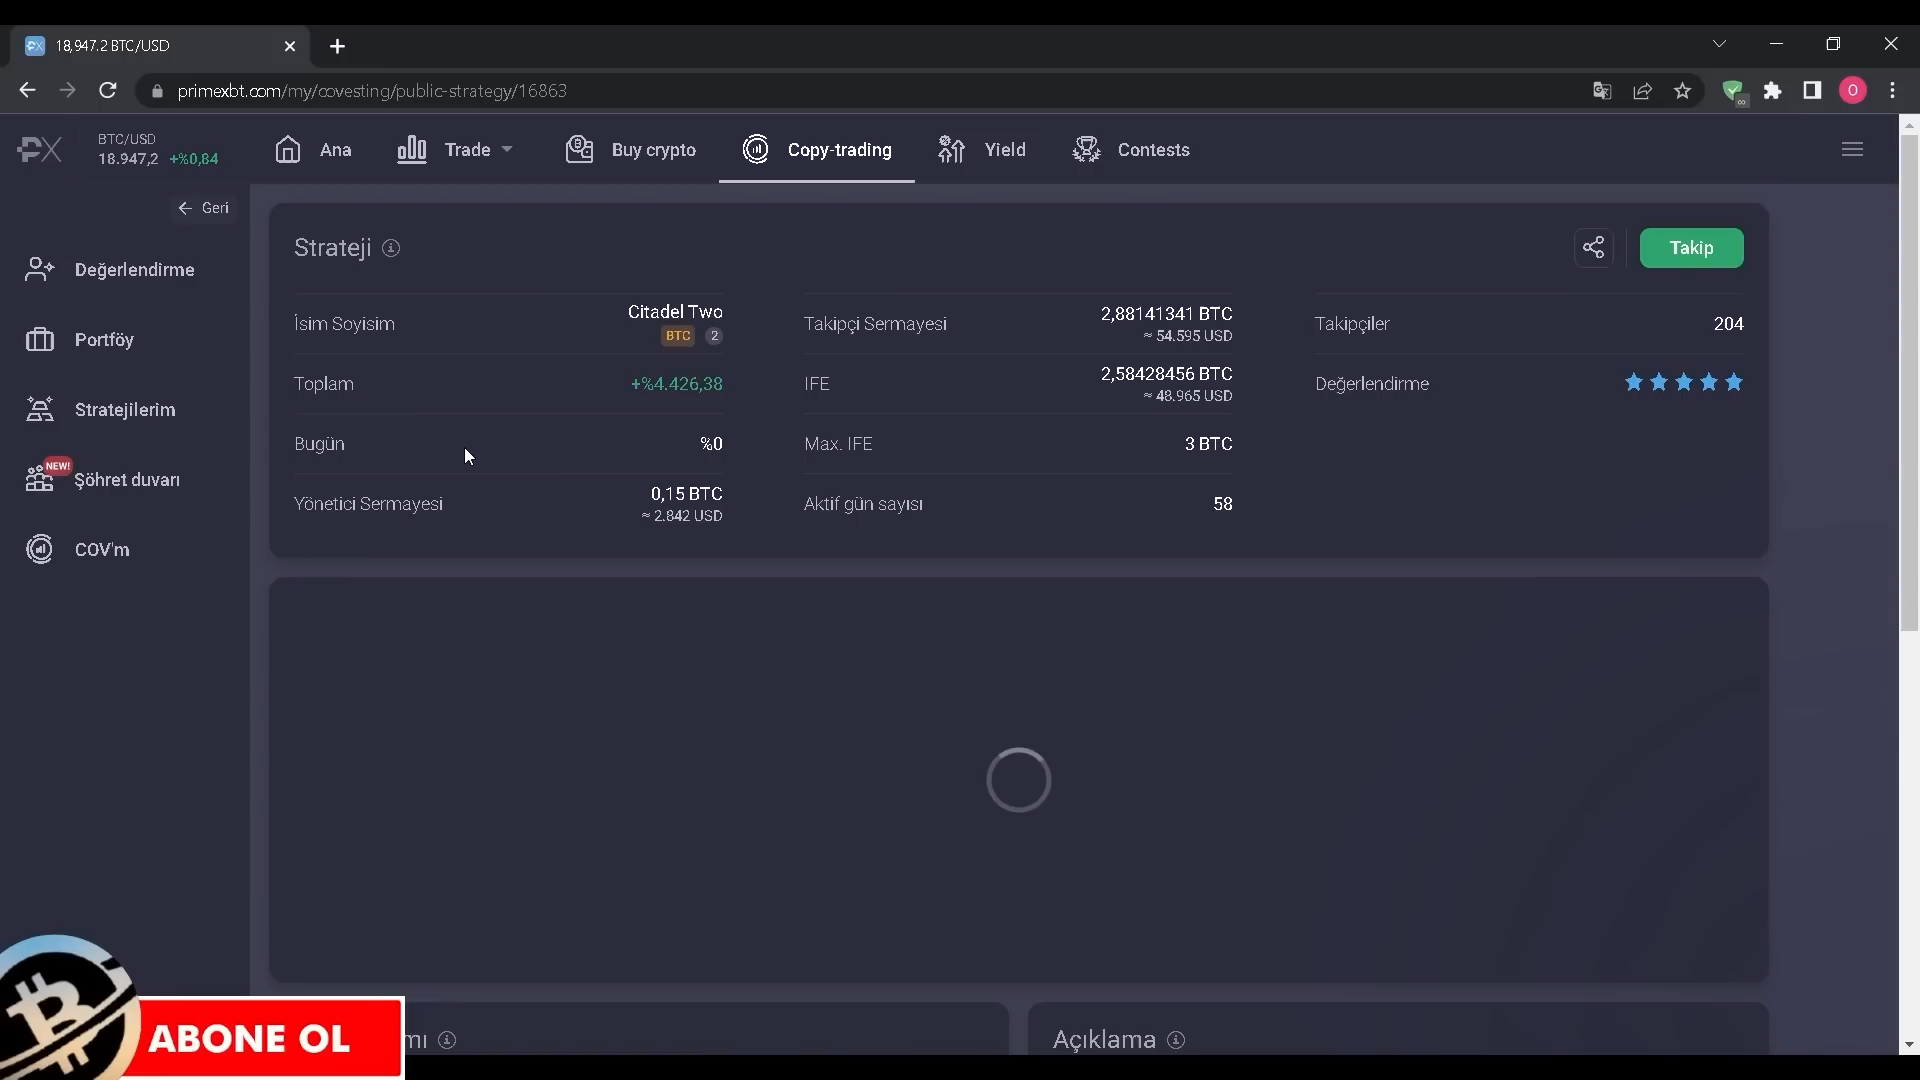 18,947.2 BTC/USD
primexbt.com/my/covesting/public-strategy/16863
O
BTC/USD
18.947,2 +%0,84
Ana
Trade
Buy crypto
Copy-trading
Yield
Contests
Geri
Değerlendirme
Portföy
Stratejilerim
NEW!
Şöhret duvarı
COV'm
Strateji
Takip
İsim Soyisim
Citadel Two
BTC 2
Toplam
+%4.426,38
Bugün
%0
Yönetici Sermayesi
0,15 BTC
≈ 2.842 USD
Takipçi Sermayesi
2,88141341 BTC
≈ 54.595 USD
IFE
2,58428456 BTC
≈ 48.965 USD
Max. IFE
3 BTC
Aktif gün sayısı
58
Takipçiler
204
Değerlendirme
Açıklama
ABONE OL